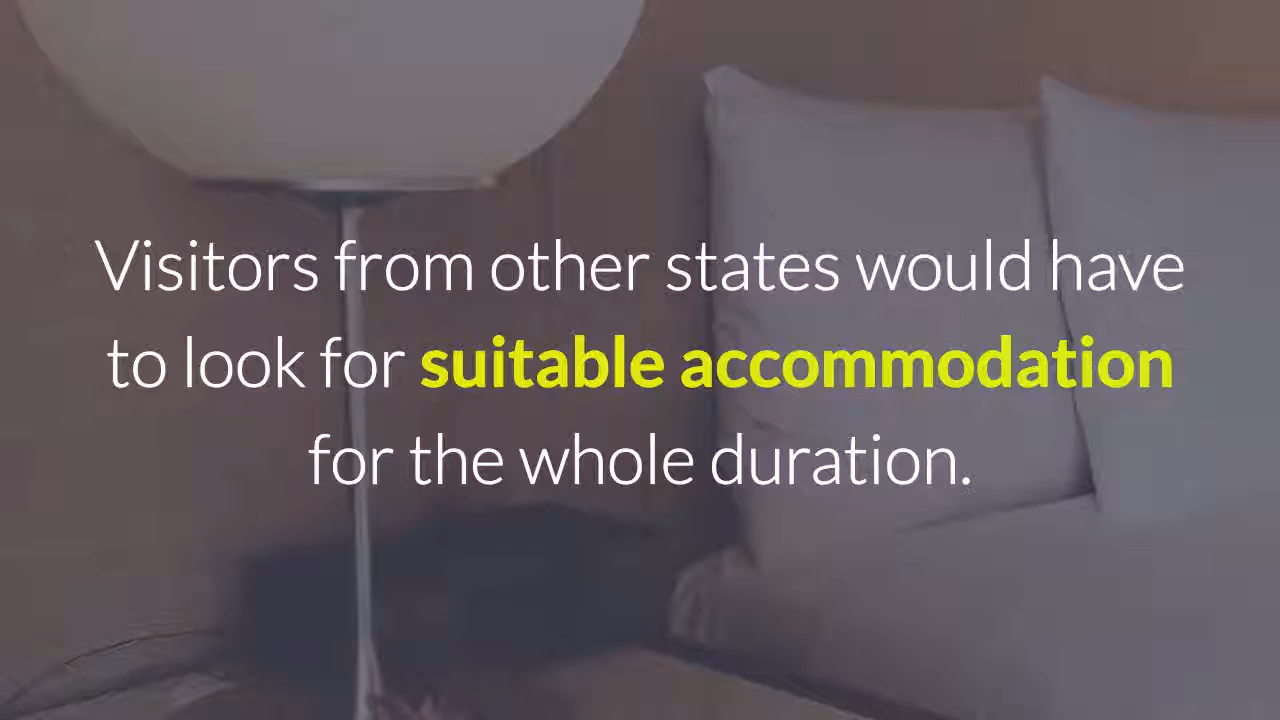 Visitors from other states would have
to look for suitable accommodation
for the whole duration.